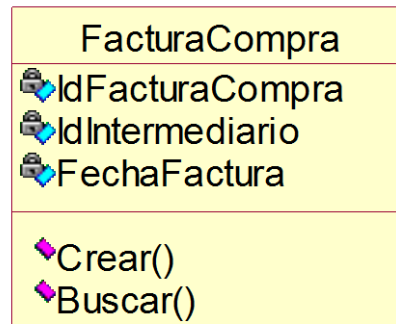 FacturaCompra
IdFacturaCompra
IdIntermediario
FechaFactura
Crear()
Buscar()